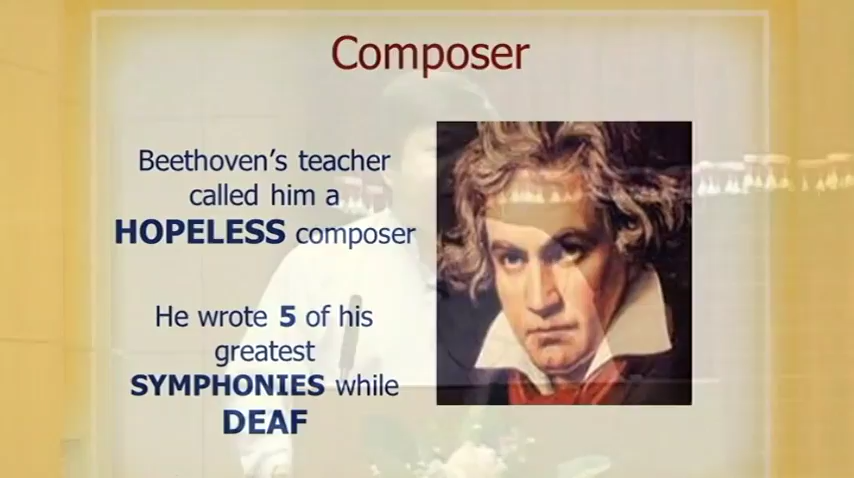 Composer
Beethoven's teacher
called him a
HOPELESS composer
He wrote 5 of his
greatest
SYMPHONIES while
DEAF